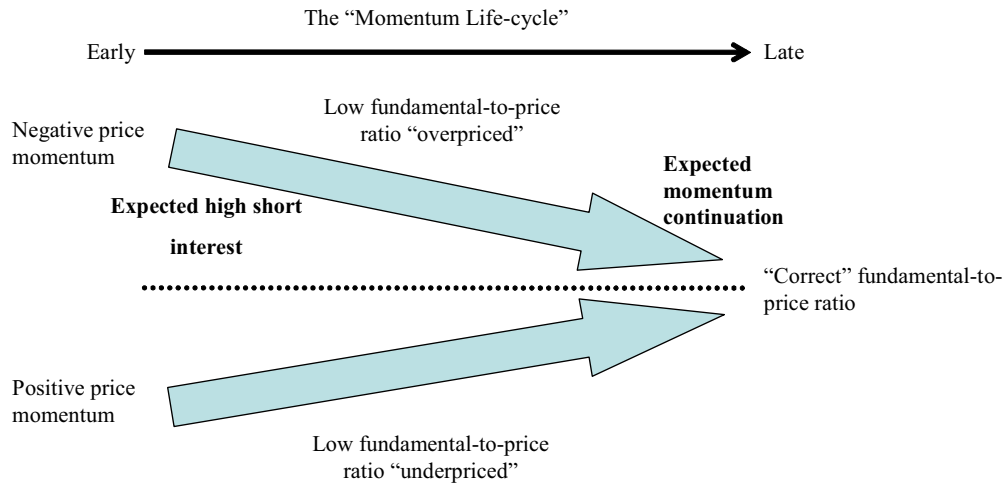 The “Momentum Life-cycle”
Early
Late
Low fundamental-to-price
ratio “overpriced”
Negative price
momentum
Expected
momentum
continuation
Expected high short
interest
“Correct” fundamental-to-
price ratio
Positive price
momentum
Low fundamental-to-price
ratio “underpriced”